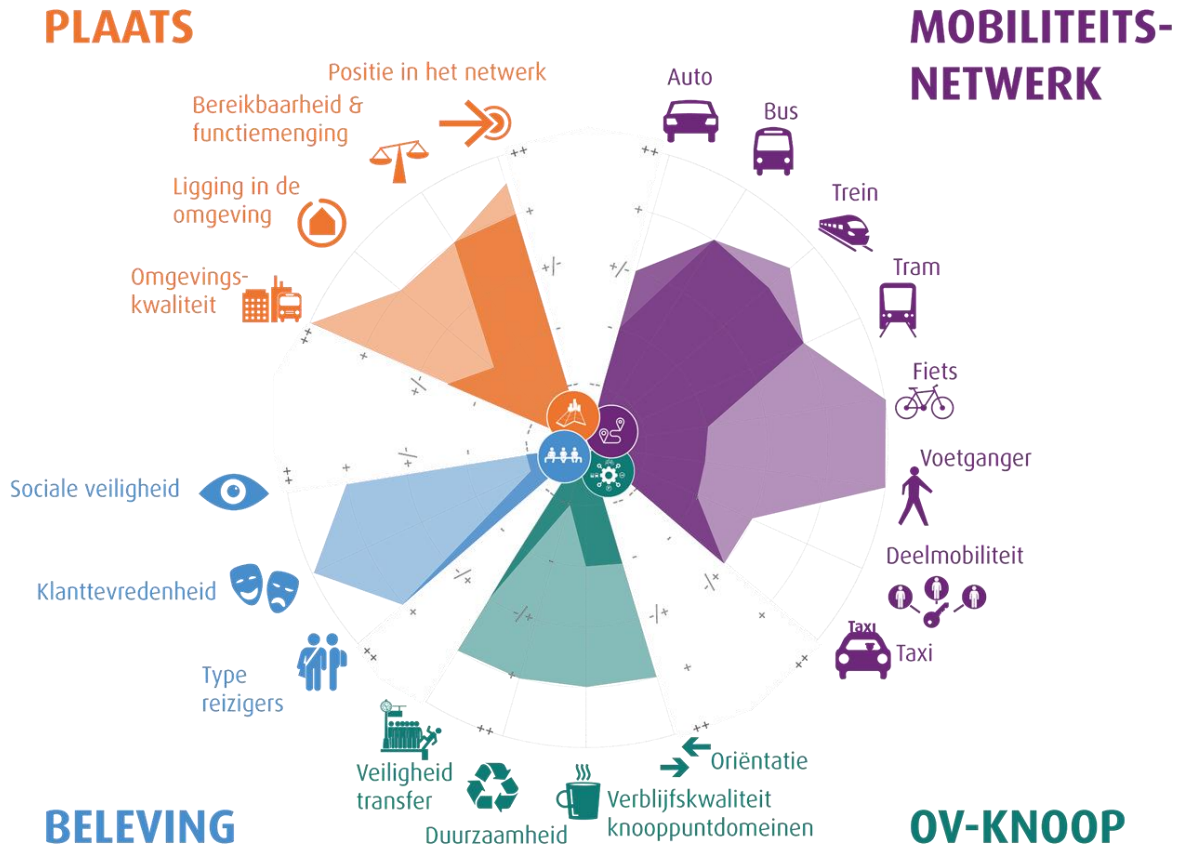 PLAATS
MOBILITEITS-
NETWERK
Positie in het netwerk
Bereikbaarheid &
functiemenging
Ligging in de
omgeving
Omgevings-
kwaliteit
Auto
Bus
Trein
Tram
Fiets
Voetganger
Deelmobiliteit
Taxi
Taxi
Sociale veiligheid
Klanttevredenheid
Type
reizigers
Veiligheid
transfer
Duurzaamheid
Verblijfskwaliteit
knooppuntdomeinen
Oriëntatie
BELEVING
OV-KNOOP
++
+
+/-
-
++
+
+/-
-
++
+
+/-
-
++
+
+/-
-
++
+
+/-
-
++
+
+/-
-
++
+
+/-
-
++
+
+/-
-